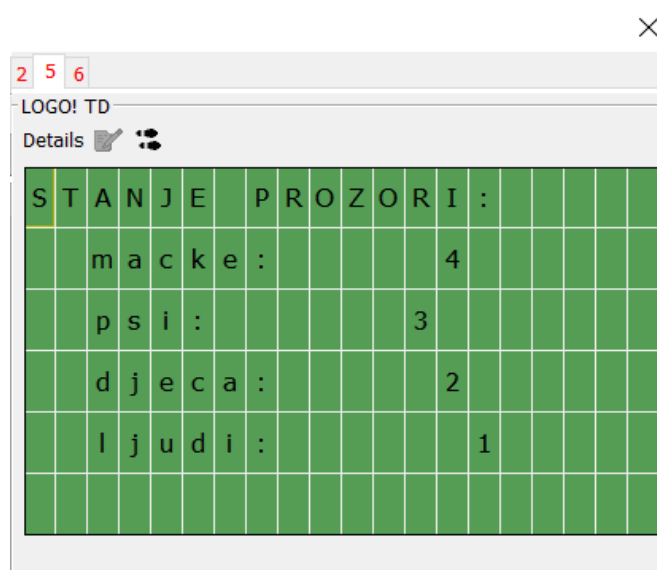 2 5 6
LOGO! TD
Details
STANJE PROZORI:
macke: 4
psi: 3
djeca: 2
ljudi: 1